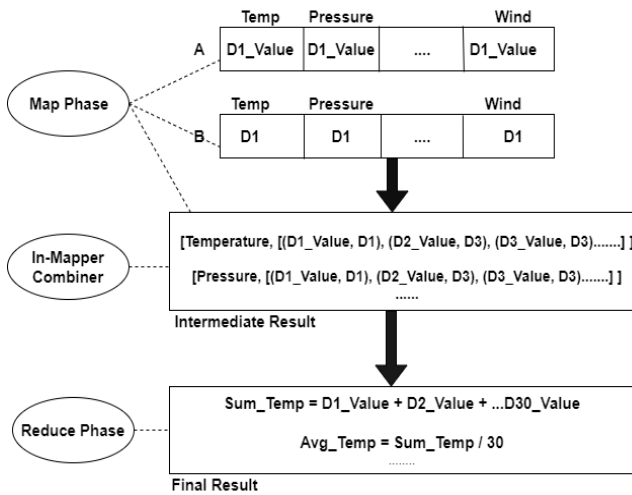 Temp Pressure Wind
A D1_Value D1_Value .... D1_Value
Map Phase
Temp Pressure Wind
B D1 D1 .... D1
In-Mapper
Combiner
[Temperature, [(D1_Value, D1), (D2_Value, D3), (D3_Value, D3).......] ]
[Pressure, [(D1_Value, D1), (D2_Value, D3), (D3_Value, D3).......] ]
......
Intermediate Result
Reduce Phase
Sum_Temp = D1_Value + D2_Value + ...D30_Value
Avg_Temp = Sum_Temp / 30
........
Final Result